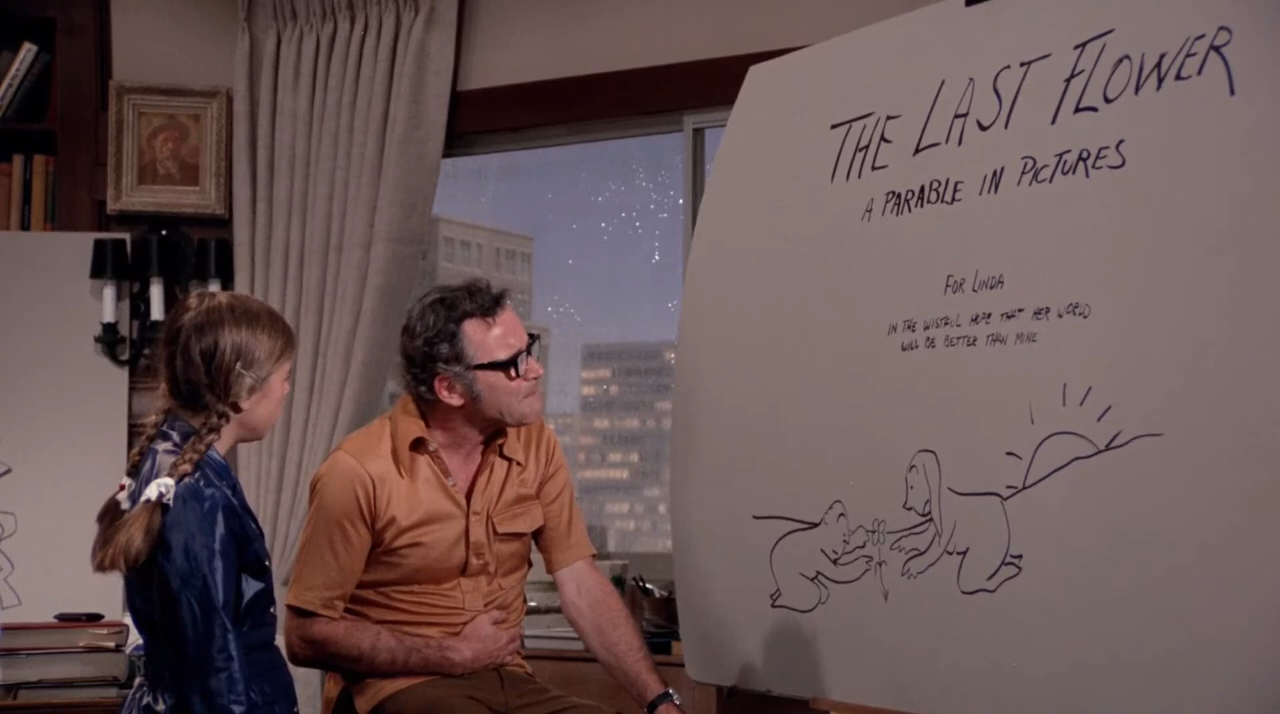 THE LAST FLOWER
A PARABLE IN PICTURES
FOR LINDA
IN THE WISTFUL HOPE THAT HER WORLD
WILL BE BETTER THAN MINE